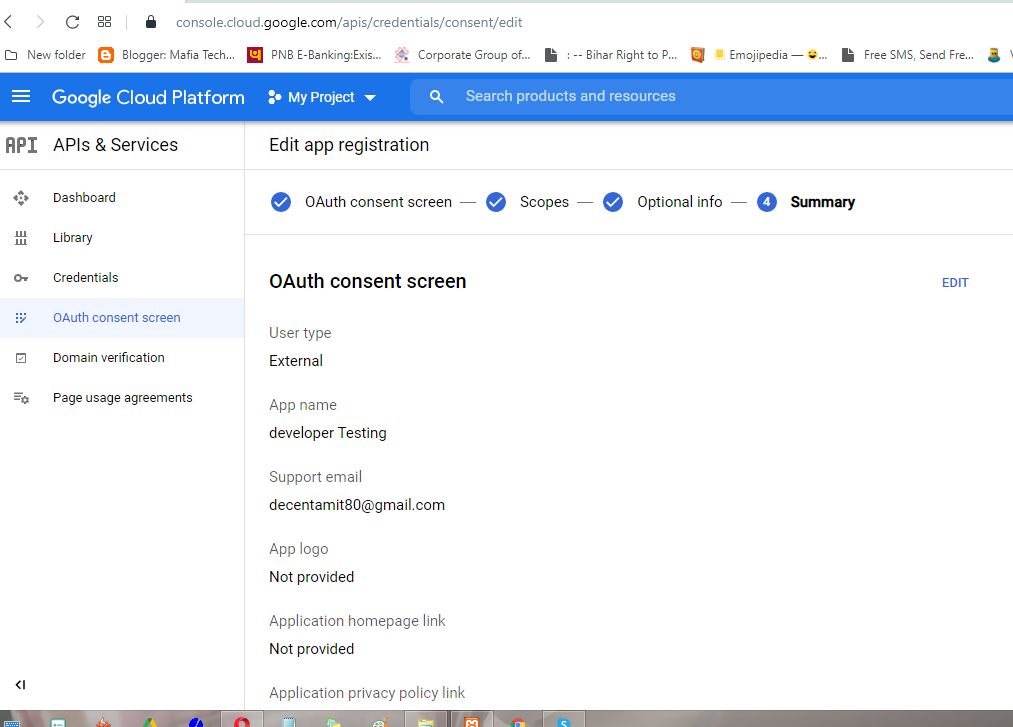 console.cloud.google.com/apis/credentials/consent/edit
New folder Blogger: Mafia Tech... PNB E-Banking:Exis... Corporate Group of... : -- Bihar Right to P... Emojipedia — 😀... Free SMS, Send Fre...
Google Cloud Platform My Project Search products and resources
API APIs & Services
Edit app registration
Dashboard
Library
Credentials
OAuth consent screen
Domain verification
Page usage agreements
OAuth consent screen — Scopes — Optional info — 4 Summary
OAuth consent screen EDIT
User type
External
App name
developer Testing
Support email
decentamit80@gmail.com
App logo
Not provided
Application homepage link
Not provided
Application privacy policy link